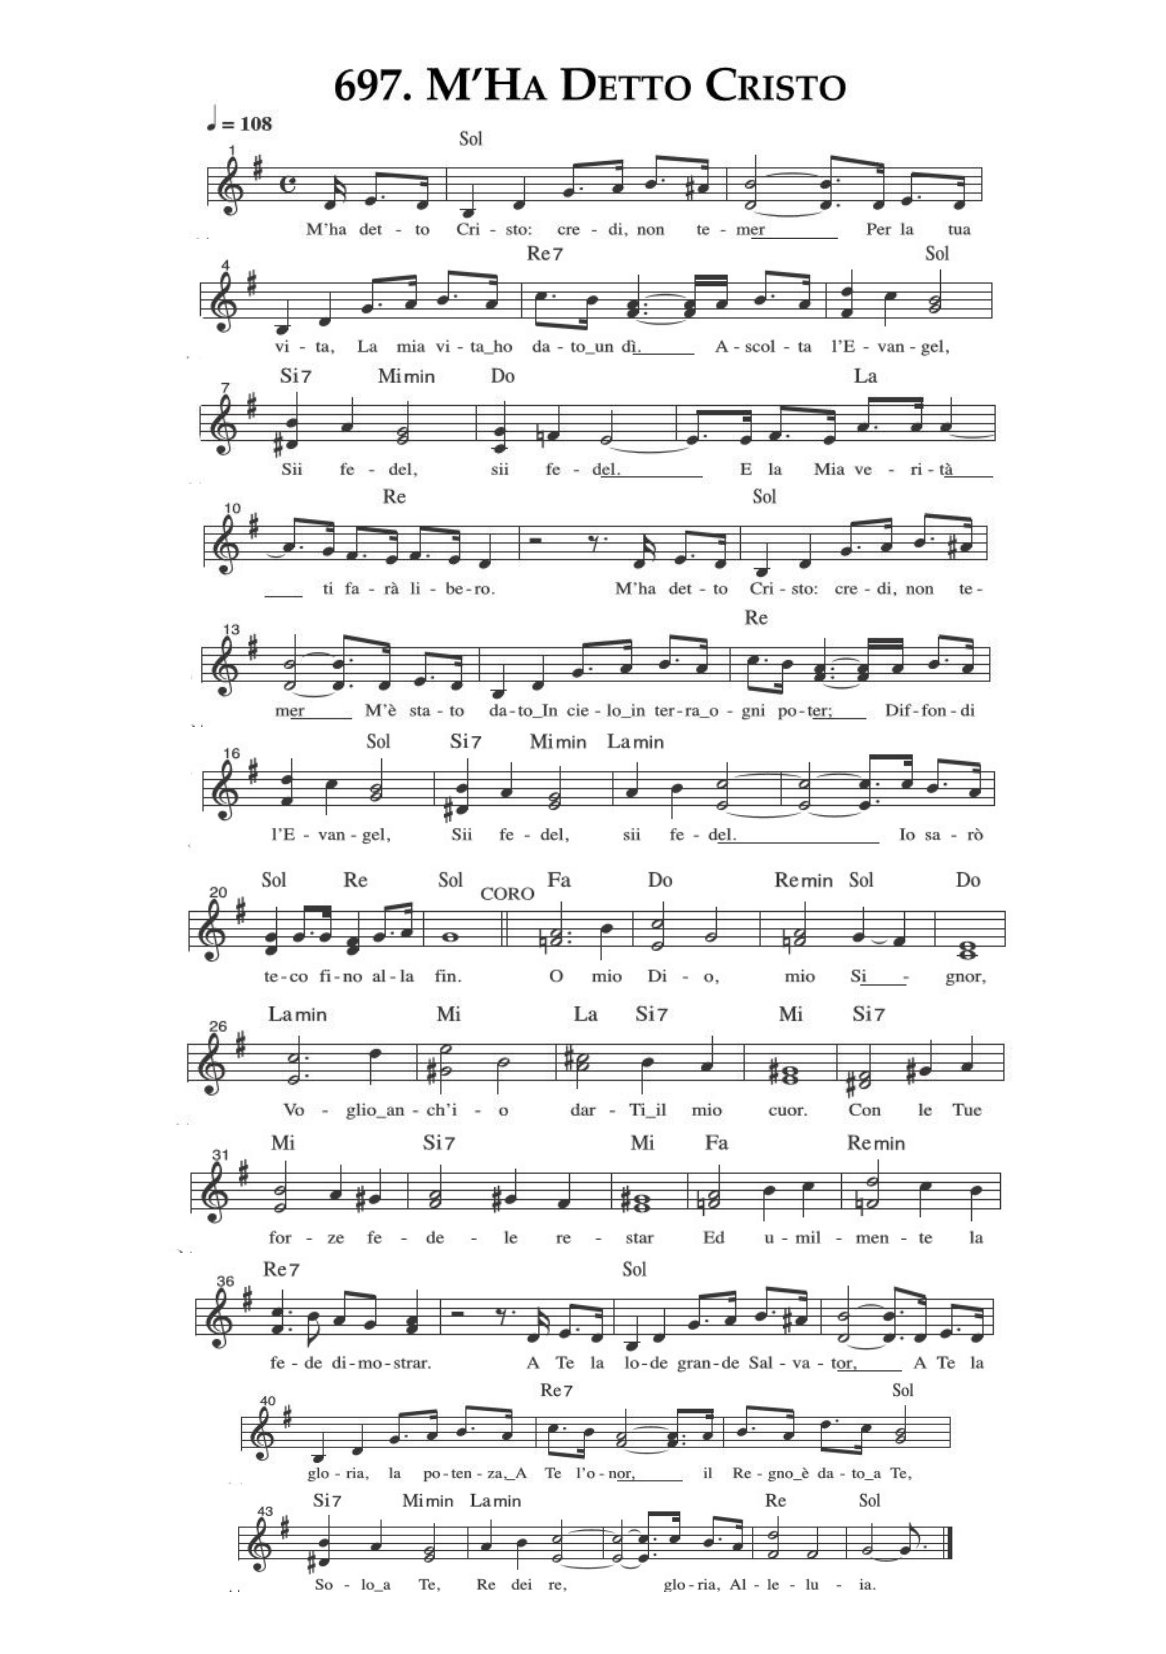 697. M'Ha Detto Cristo
= 108
Sol
1
M'ha det - to Cri - sto: cre - di, non te - mer Per la tua
Re7 Sol
4
vi - ta, La mia vi - ta_ho da - to_un dì. A - scol - ta l'E - van - gel,
Si7 Mimin Do La
7
Sii fe - del, sii fe - del. E la Mia ve - ri - tà
Re Sol
10
ti fa - rà li - be - ro. M'ha det - to Cri - sto: cre - di, non te -
Re
13
mer M'è sta - to da - to_In cie - lo_in ter - ra_o - gni po - ter; Dif - fon - di
Sol Si7 Mimin Lamin
16
l'E - van - gel, Sii fe - del, sii fe - del. Io sa - rò
Sol Re Sol CORO Fa Do Remin Sol Do
20
te - co fi - no al - la fin. O mio Di - o, mio Si - gnor,
Lamin Mi La Si7 Mi Si7
26
Vo - glio_an - ch'i - o dar - Ti_il mio cuor. Con le Tue
Mi Si7 Mi Fa Remin
31
for - ze fe - de - le re - star Ed u - mil - men - te la
Re7 Sol
36
fe - de di - mo - strar. A Te la lo - de gran - de Sal - va - tor, A Te la
Re7 Sol
40
glo - ria, la po - ten - za,_A Te l'o - nor, il Re - gno_è da - to_a Te,
Si7 Mimin Lamin Re Sol
43
So - lo_a Te, Re dei re, glo - ria, Al - le - lu - ia.